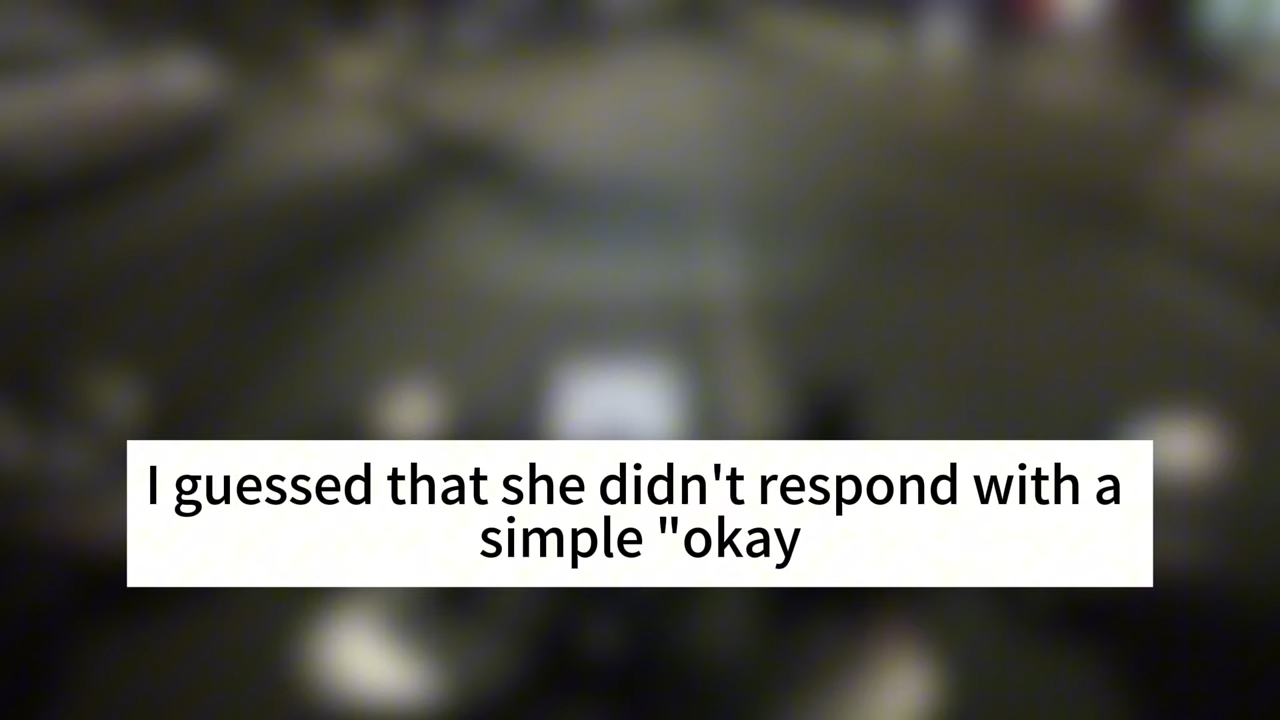 I guessed that she didn't respond with a
simple "okay